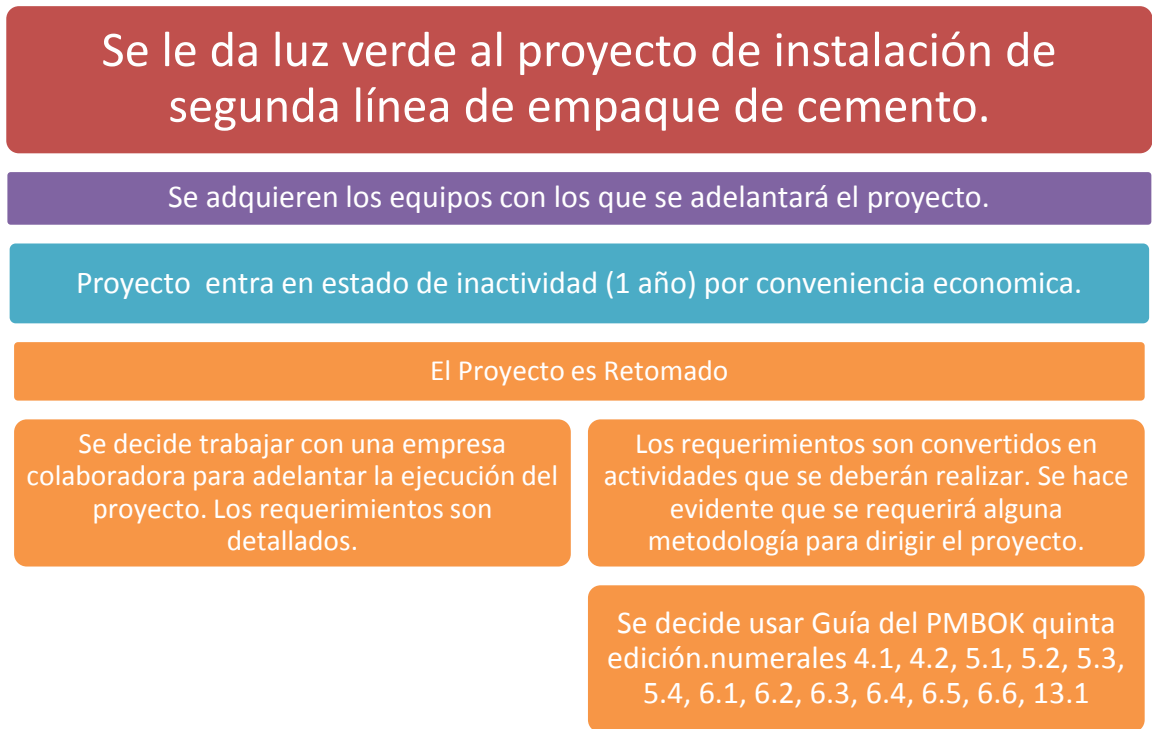 Se le da luz verde al proyecto de instalación de
segunda línea de empaque de cemento.
Se adquieren los equipos con los que se adelantará el proyecto.
Proyecto  entra en estado de inactividad (1 año) por conveniencia economica.
El Proyecto es Retomado
Se decide trabajar con una empresa
colaboradora para adelantar la ejecución del
proyecto. Los requerimientos son
detallados.
Los requerimientos son convertidos en
actividades que se deberán realizar. Se hace
evidente que se requerirá alguna
metodología para dirigir el proyecto.
Se decide usar Guía del PMBOK quinta
edición.numerales 4.1, 4.2, 5.1, 5.2, 5.3,
5.4, 6.1, 6.2, 6.3, 6.4, 6.5, 6.6, 13.1